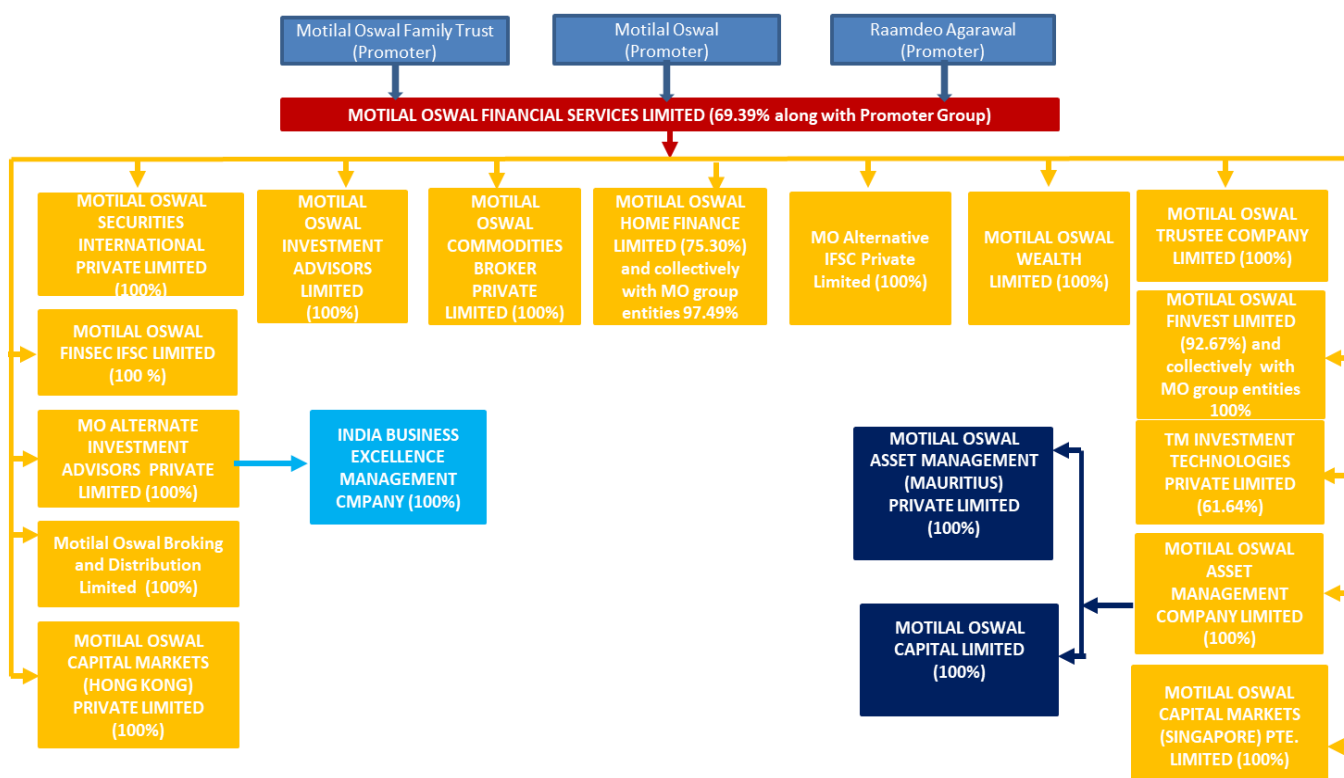 Motilal Oswal Family Trust
(Promoter)
Motilal Oswal
(Promoter)
Raamdeo Agarawal
(Promoter)
MOTILAL OSWAL FINANCIAL SERVICES LIMITED (69.39% along with Promoter Group)
MOTILAL OSWAL
SECURITIES
INTERNATIONAL
PRIVATE LIMITED
(100%)
MOTILAL
OSWAL
INVESTMENT
ADVISORS
LIMITED
(100%)
MOTILAL
OSWAL
COMMODITIES
BROKER
PRIVATE
LIMITED (100%)
MOTILAL OSWAL
HOME FINANCE
LIMITED (75.30%)
and collectively
with MO group
entities 97.49%
MO Alternative
IFSC Private
Limited (100%)
MOTILAL OSWAL
WEALTH
LIMITED (100%)
MOTILAL OSWAL
TRUSTEE COMPANY
LIMITED (100%)
MOTILAL OSWAL
FINSEC IFSC LIMITED
(100 %)
MOTILAL OSWAL
FINVEST LIMITED
(92.67%) and
collectively with
MO group entities
100%
MO ALTERNATE
INVESTMENT
ADVISORS PRIVATE
LIMITED (100%)
INDIA BUSINESS
EXCELLENCE
MANAGEMENT
CMPANY (100%)
MOTILAL OSWAL
ASSET MANAGEMENT
(MAURITIUS)
PRIVATE LIMITED
(100%)
TM INVESTMENT
TECHNOLOGIES
PRIVATE LIMITED
(61.64%)
Motilal Oswal Broking
and Distribution
Limited (100%)
MOTILAL OSWAL
ASSET
MANAGEMENT
COMPANY LIMITED
(100%)
MOTILAL OSWAL
CAPITAL LIMITED
(100%)
MOTILAL OSWAL
CAPITAL MARKETS
(HONG KONG)
PRIVATE LIMITED
(100%)
MOTILAL OSWAL
CAPITAL MARKETS
(SINGAPORE) PTE.
LIMITED (100%)